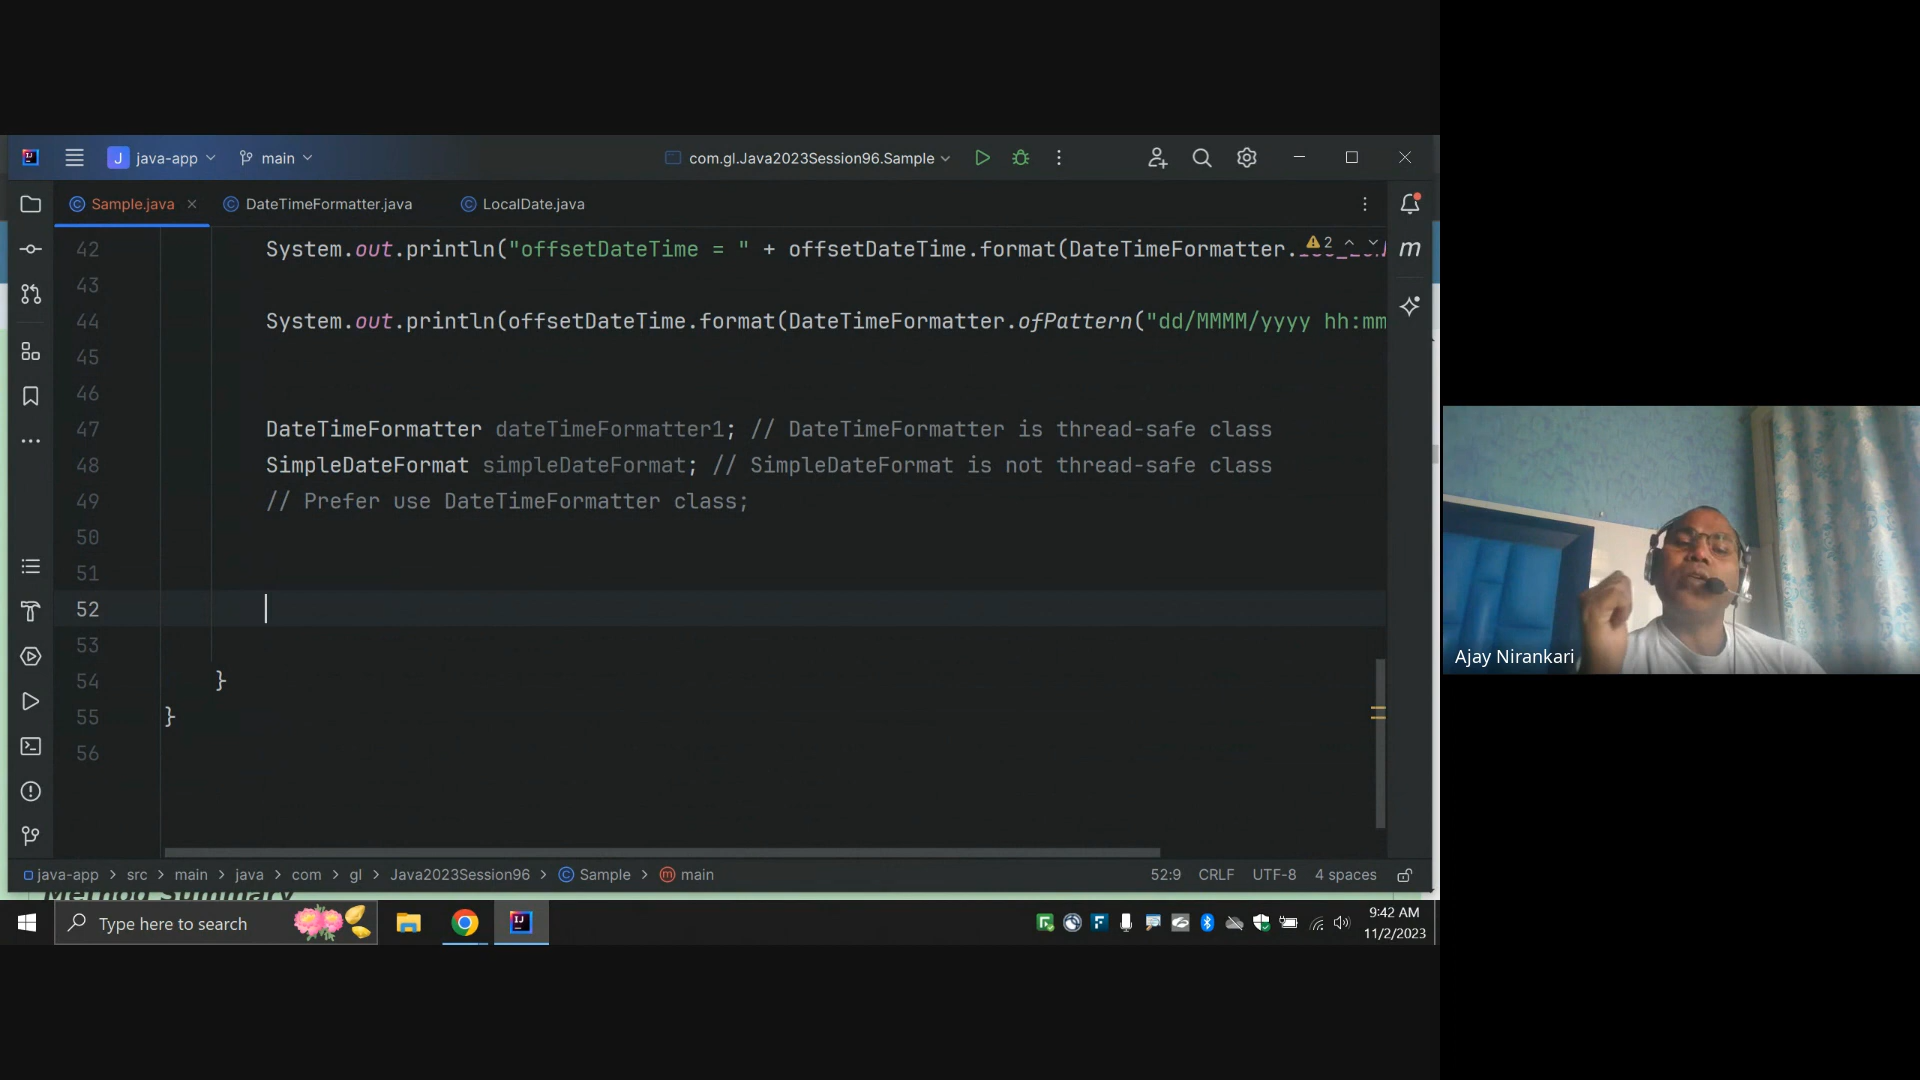 J java-app main com.gl.Java2023Session96.Sample
Sample.java DateTimeFormatter.java LocalDate.java
42 System.out.println("offsetDateTime = " + offsetDateTime.format(DateTimeFormatter. 2
43
44 System.out.println(offsetDateTime.format(DateTimeFormatter.ofPattern("dd/MMMM/yyyy hh:mm
45
46
47 DateTimeFormatter dateTimeFormatter1; // DateTimeFormatter is thread-safe class
48 SimpleDateFormat simpleDateFormat; // SimpleDateFormat is not thread-safe class
49 // Prefer use DateTimeFormatter class;
50
51
52
53
54 }
55 }
56
java-app > src > main > java > com > gl > Java2023Session96 > Sample > main 52:9 CRLF UTF-8 4 spaces
Method Summary
Type here to search
9:42 AM
11/2/2023
Ajay Nirankari